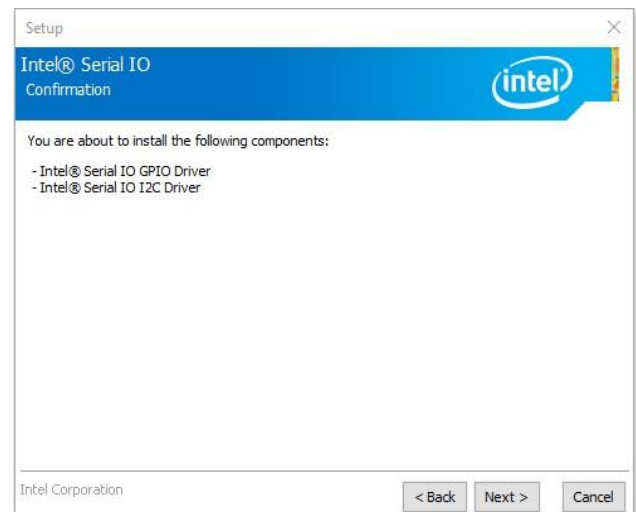 Setup
Intel® Serial IO
Confirmation
intel
You are about to install the following components:
- Intel® Serial IO GPIO Driver
- Intel® Serial IO I2C Driver
Intel Corporation
< Back Next > Cancel